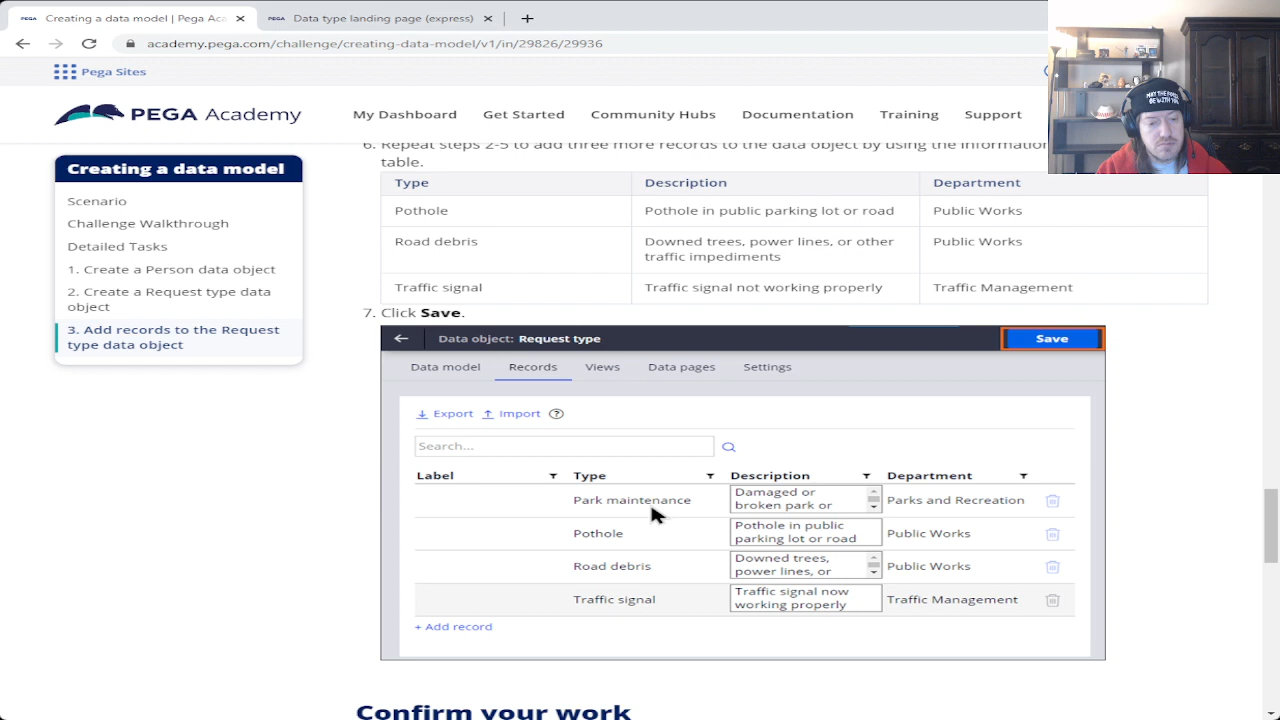 Creating a data model | Pega Aca
Data type landing page (express)
academy.pega.com/challenge/creating-data-model/v1/in/29826/29936
Pega Sites
PEGA Academy
My Dashboard
Get Started
Community Hubs
Documentation
Training
Support
MAY THE
BE WITH YOU
Creating a data model
Scenario
Challenge Walkthrough
Detailed Tasks
1. Create a Person data object
2. Create a Request type data
object
3. Add records to the Request
type data object
6. Repeat steps 2-5 to add three more records to the data object by using the information
table.
Type Description Department
Pothole Pothole in public parking lot or road Public Works
Road debris Downed trees, power lines, or other Public Works
traffic impediments
Traffic signal Traffic signal not working properly Traffic Management
7. Click Save.
Data object: Request type
Save
Data model Records Views Data pages Settings
Export Import ?
Search...
Label Type Description Department
Park maintenance Damaged or Parks and Recreation
broken park or
Pothole Pothole in public Public Works
parking lot or road
Road debris Downed trees, Public Works
power lines, or
Traffic signal Traffic signal now Traffic Management
working properly
+ Add record
Confirm your work